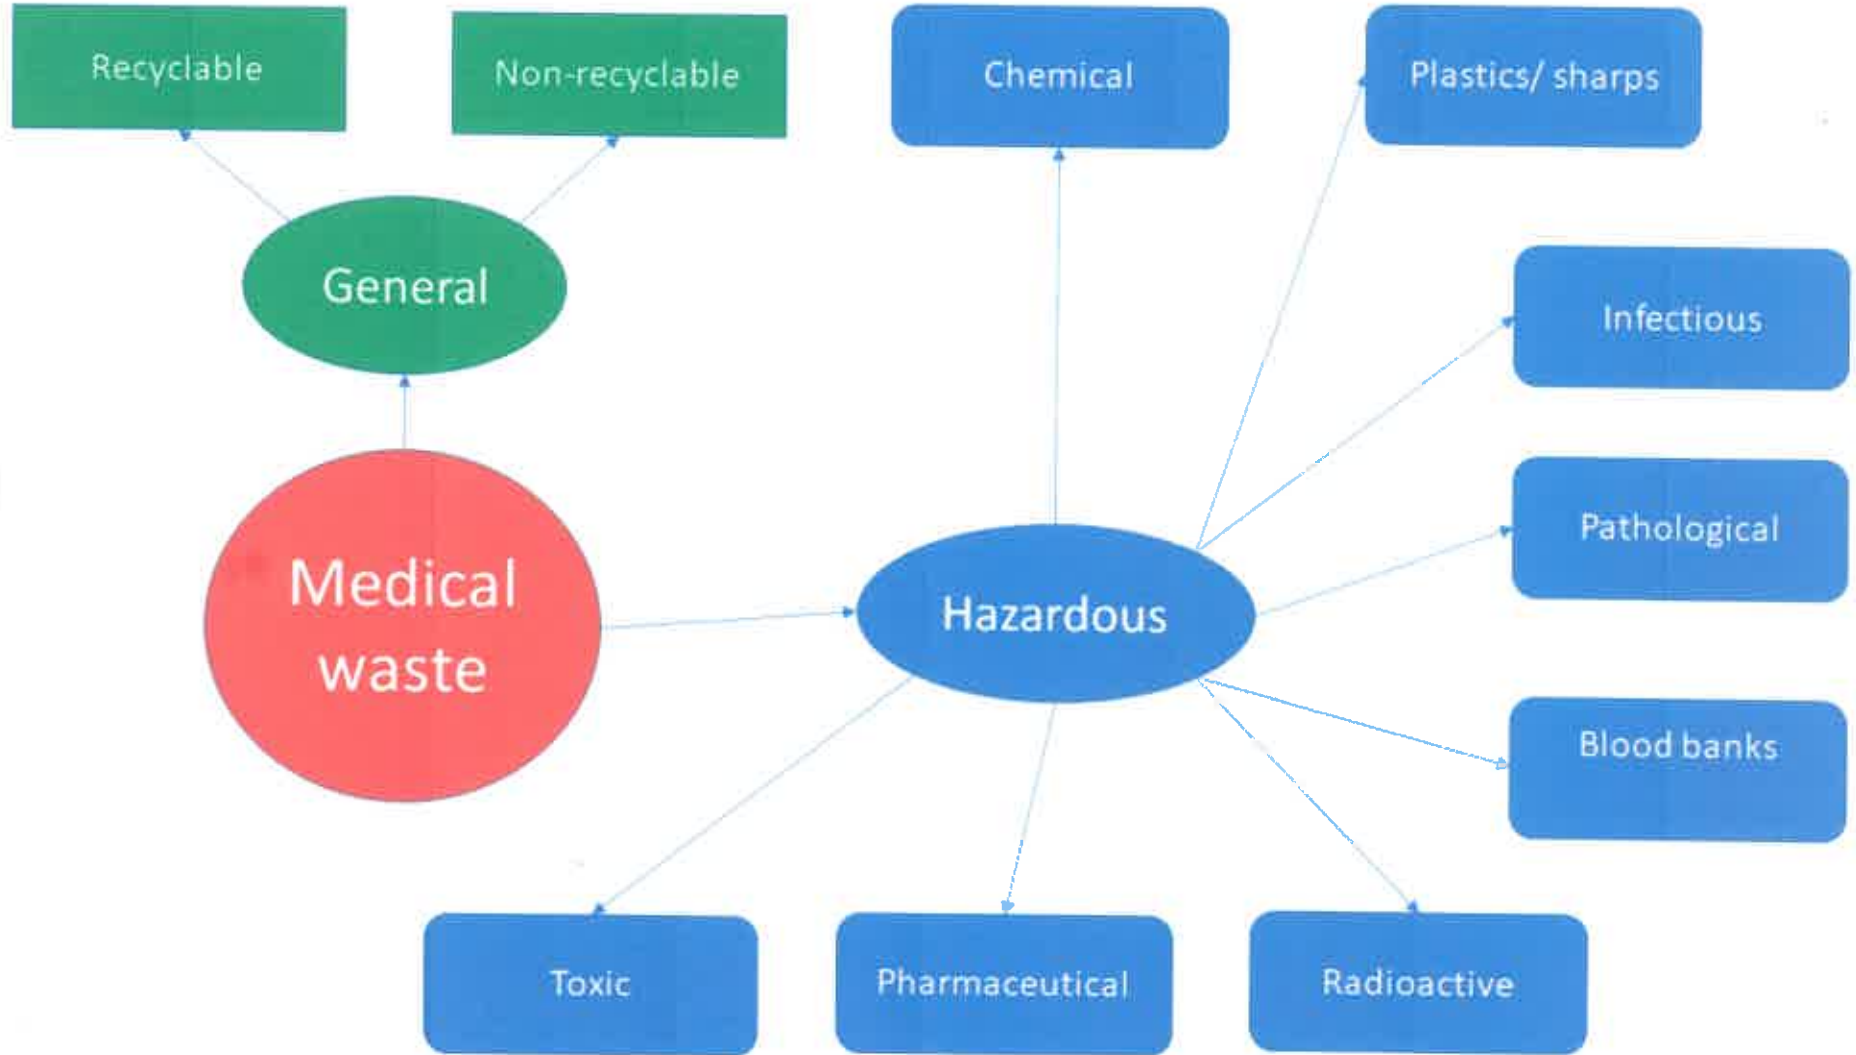 Recyclable
Non-recyclable
Chemical
Plastics/ sharps
General
Infectious
Medical
waste
Hazardous
Pathological
Blood banks
Toxic
Pharmaceutical
Radioactive